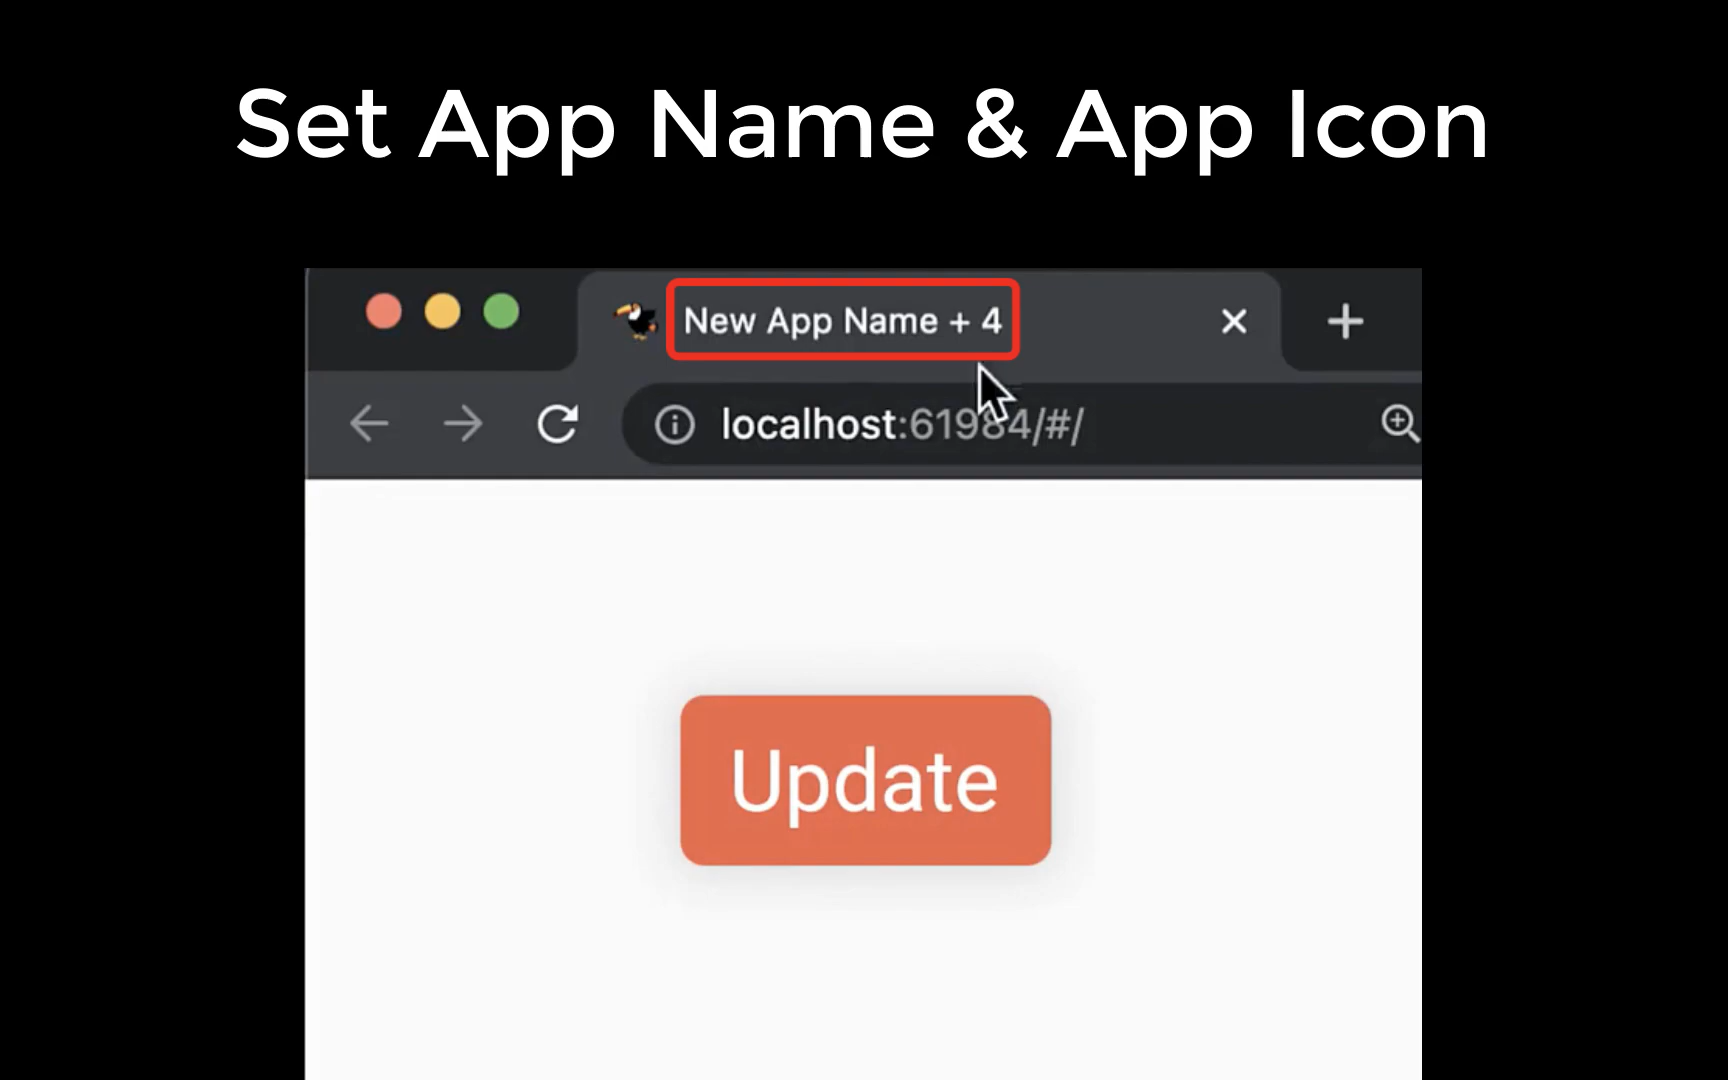 Set App Name & App Icon
New App Name + 4
localhost:61984/#/
Update